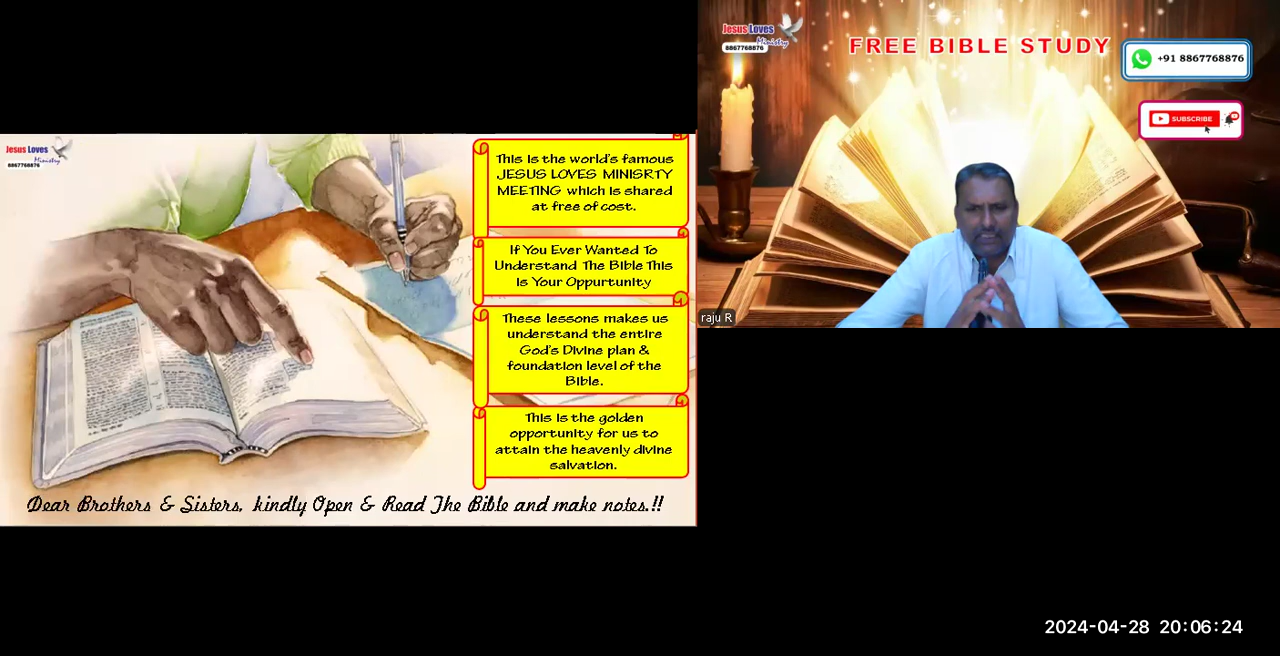 Jesus Loves
Ministry
8867768876
This is the world's famous
JESUS LOVES MINISRTY
MEETING which is shared
at free of cost.
If You Ever Wanted To
Understand The Bible This
Is Your Oppurtunity
These lessons makes us
understand the entire
God's Divine plan &
foundation level of the
Bible.
This is the golden
opportunity for us to
attain the heavenly divine
salvation.
Dear Brothers & Sisters, kindly Open & Read The Bible and make notes.!!
Jesus Loves
Ministry
8867768876
FREE BIBLE STUDY
+91 8867768876
SUBSCRIBE
raju R
2024-04-28 20:06:24